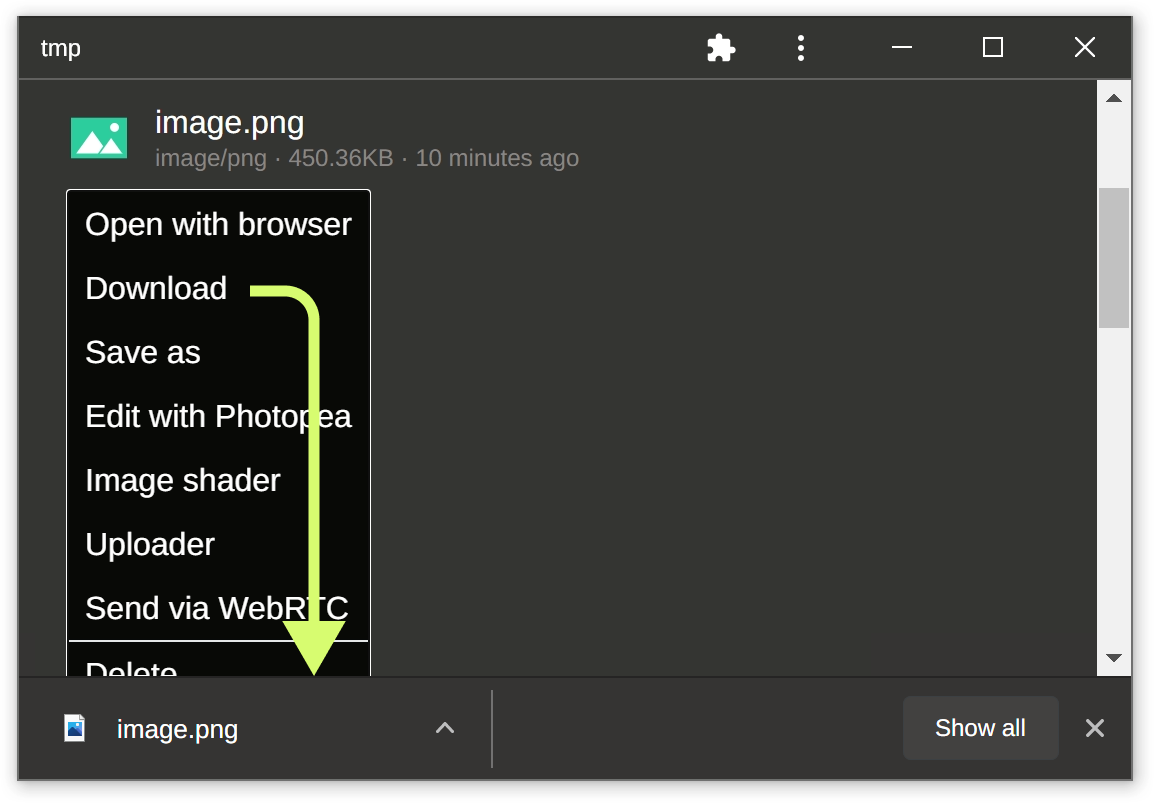 tmp
image.png
image/png · 450.36KB · 10 minutes ago
Open with browser
Download
Save as
Edit with Photopea
Image shader
Uploader
Send via WebRTC
Delete
image.png
Show all